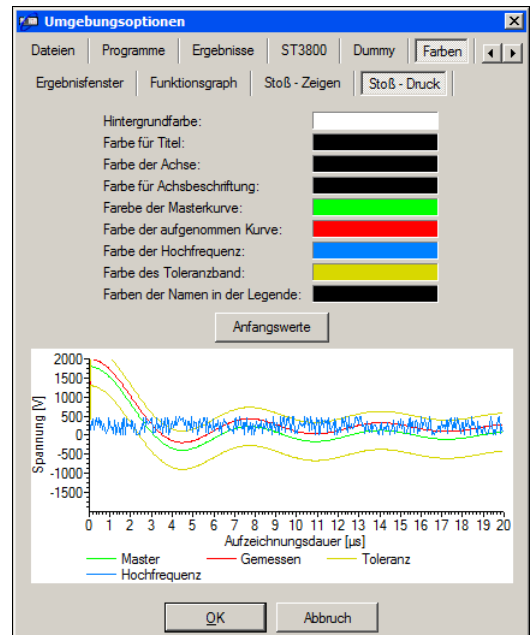 Umgebungsoptionen
Dateien Programme Ergebnisse ST3800 Dummy Farben
Ergebnisfenster Funktionsgraph Stoß - Zeigen Stoß - Druck
Hintergrundfarbe:
Farbe für Titel:
Farbe der Achse:
Farbe für Achsbeschriftung:
Farebe der Masterkurve:
Farbe der aufgenommen Kurve:
Farbe der Hochfrequenz:
Farbe des Toleranzband:
Farben der Namen in der Legende:
Anfangswerte
Spannung [V]
2000
1500
1000
500
0
-500
-1000
-1500
0 1 2 3 4 5 6 7 8 9 10 11 12 13 14 15 16 17 18 19 20
Aufzeichnungsdauer [µs]
Master Gemessen Toleranz
Hochfrequenz
OK Abbruch